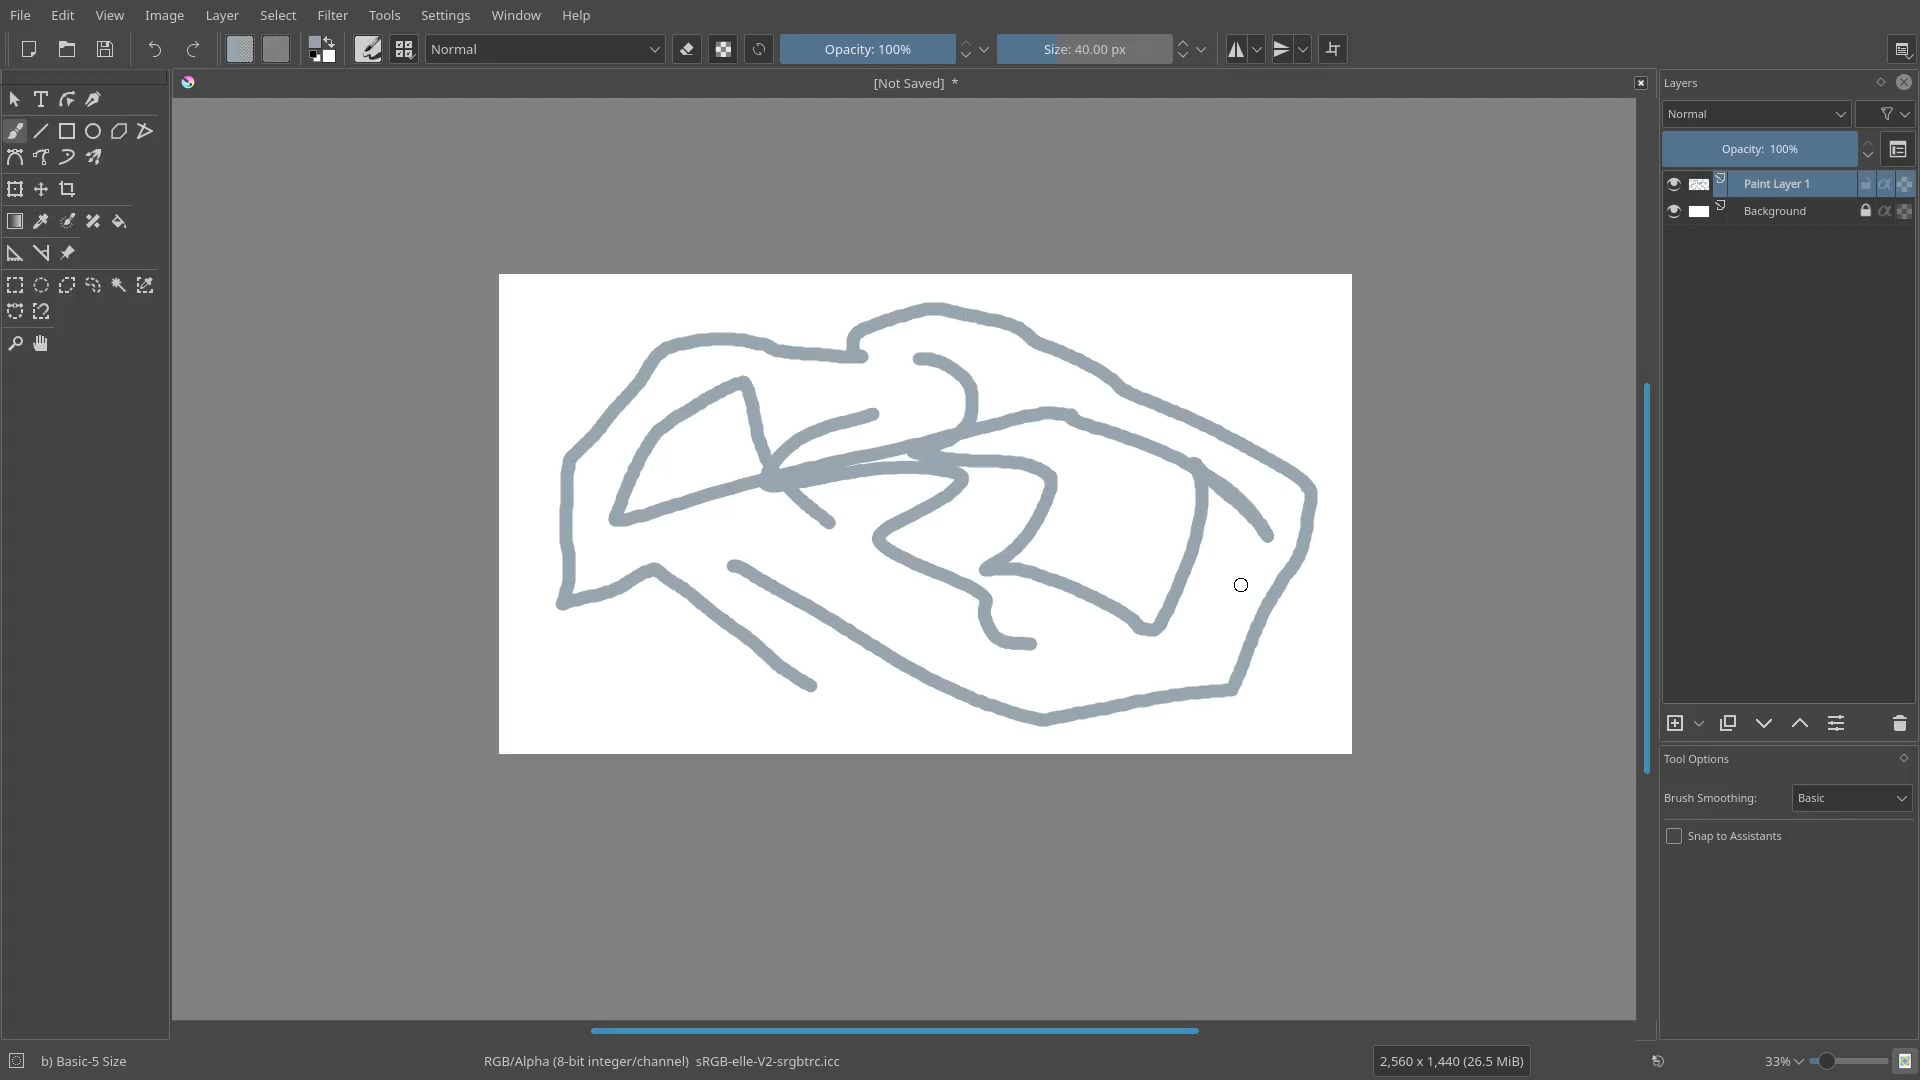 File Edit View Image Layer Select Filter Tools Settings Window Help
Normal Opacity: 100% Size: 40.00 px
[Not Saved] *
Layers
Normal
Opacity: 100%
Paint Layer 1
Background
Tool Options
Brush Smoothing: Basic
Snap to Assistants
b) Basic-5 Size RGB/Alpha (8-bit integer/channel) sRGB-elle-V2-srgbtrc.icc 2,560 x 1,440 (26.5 MiB) 33%